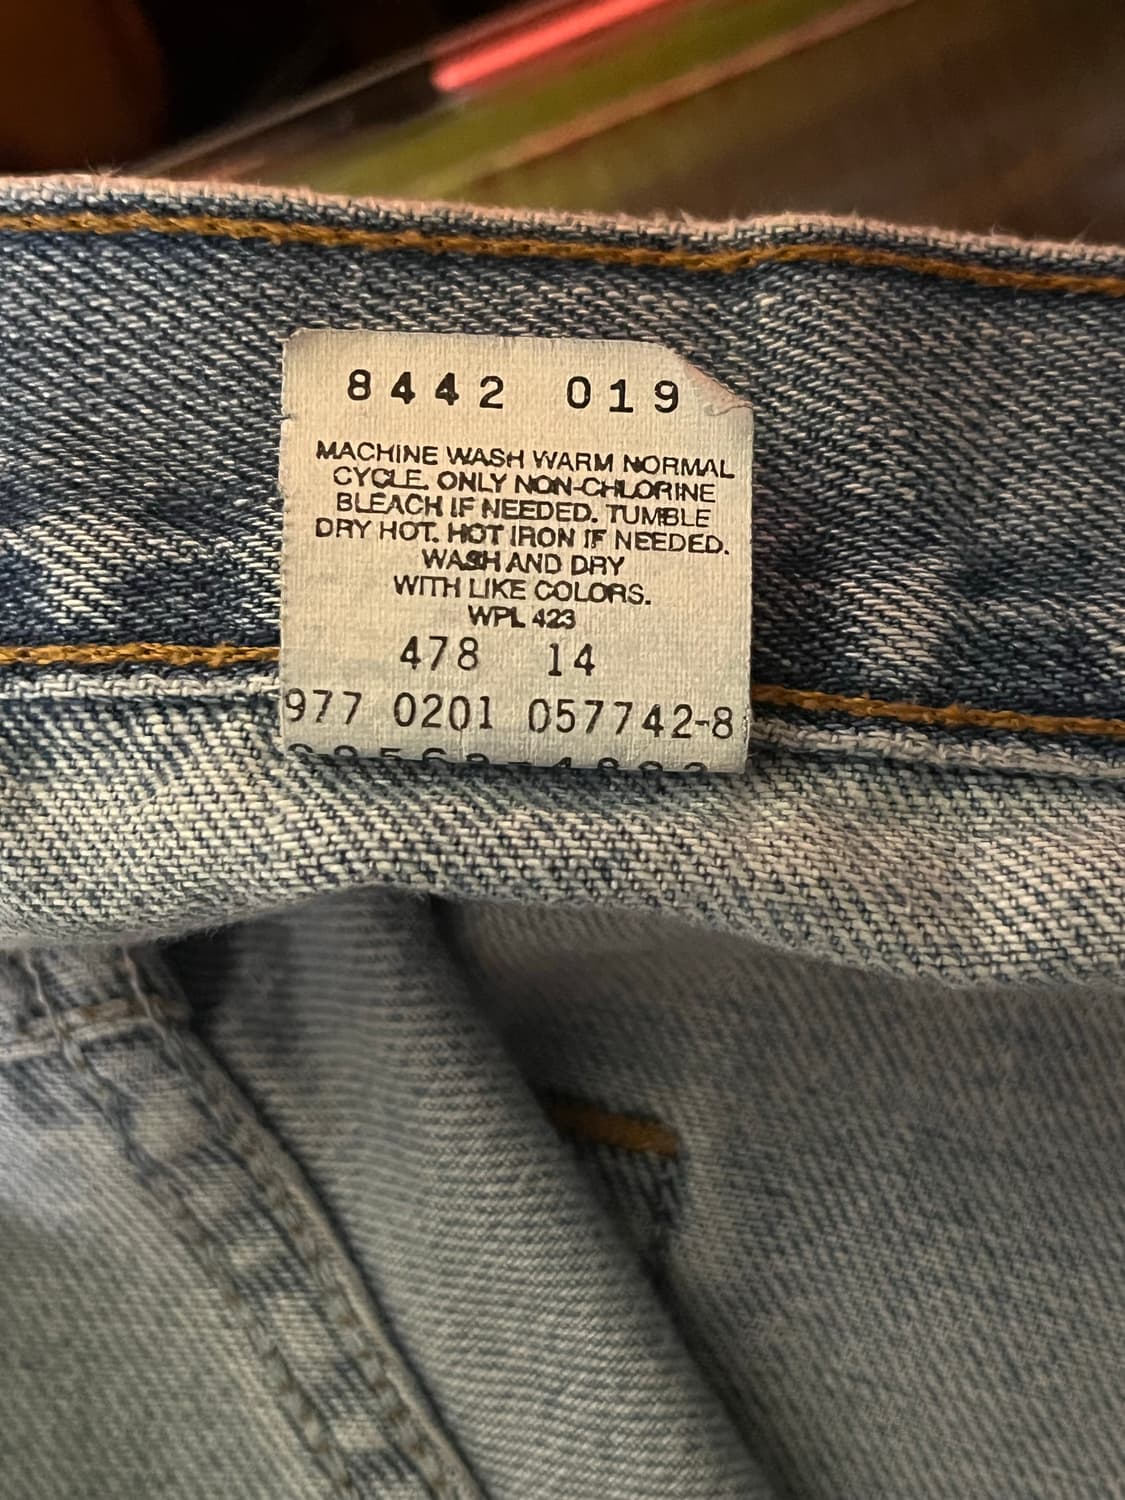 8442 019
MACHINE WASH WARM NORMAL
CYCLE. ONLY NON-CHLORINE
BLEACH IF NEEDED. TUMBLE
DRY HOT. HOT IRON IF NEEDED.
WASH AND DRY
WITH LIKE COLORS.
WPL 423
478 14
977 0201 057742-8